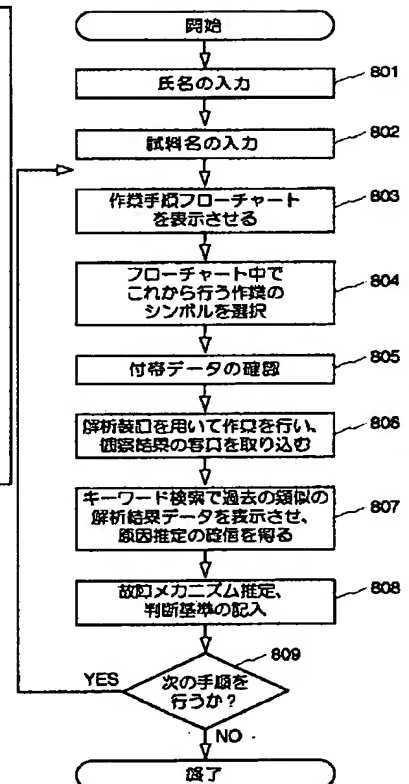 開始
氏名の入力
801
試料名の入力
802
作業手順フローチャート
を表示させる
803
フローチャート中で
これから行う作業の
シンボルを選択
804
付帯データの確認
805
解析装置を用いて作業を行い、
観察結果の写真を取り込む
806
キーワード検索で過去の類似の
解析結果データを表示させ、
原因推定の確信を得る
807
故障メカニズム推定、
判断基準の記入
808
809
YES
次の手順を
行うか？
NO
終了